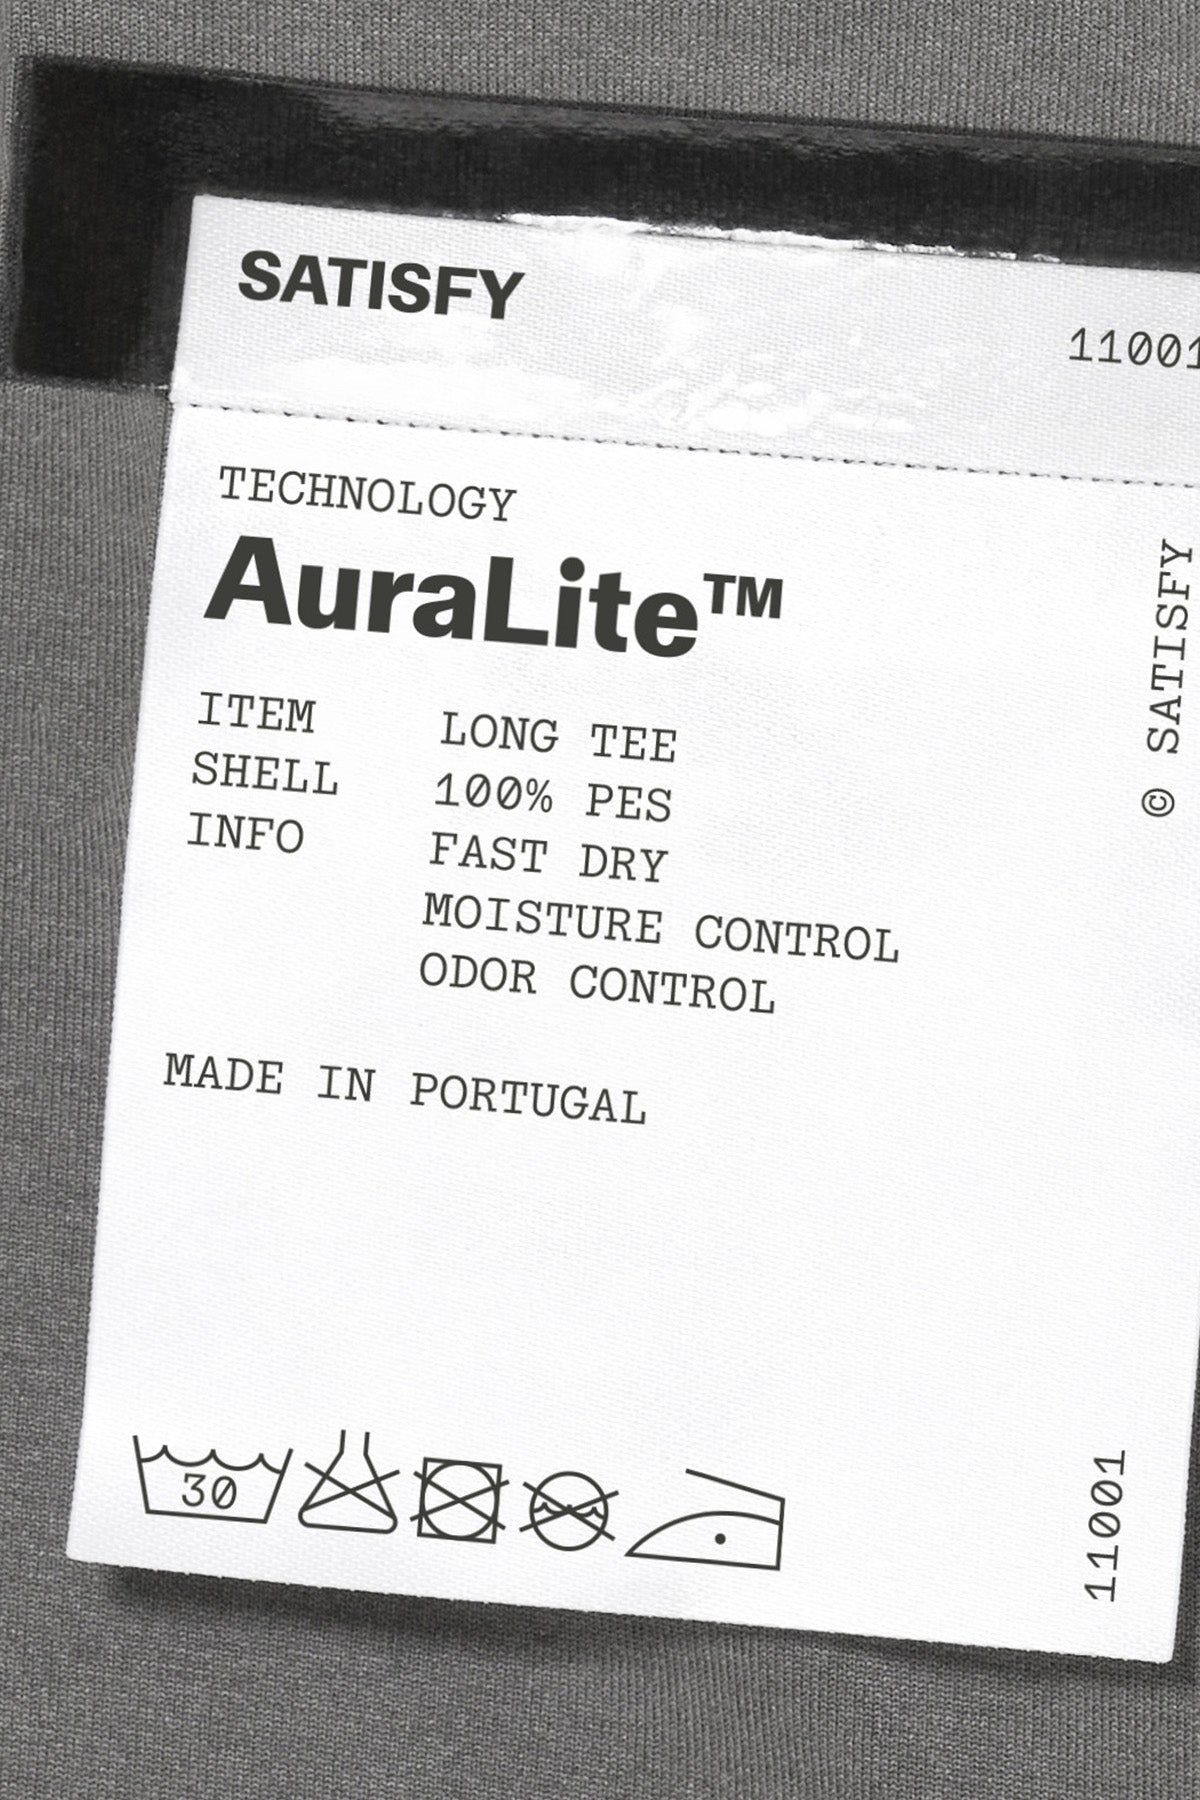 SATISFY
11001
TECHNOLOGY
AuraLite™
© SATISFY
ITEM LONG TEE
SHELL 100% PES
INFO FAST DRY
MOISTURE CONTROL
ODOR CONTROL
MADE IN PORTUGAL
30
11001